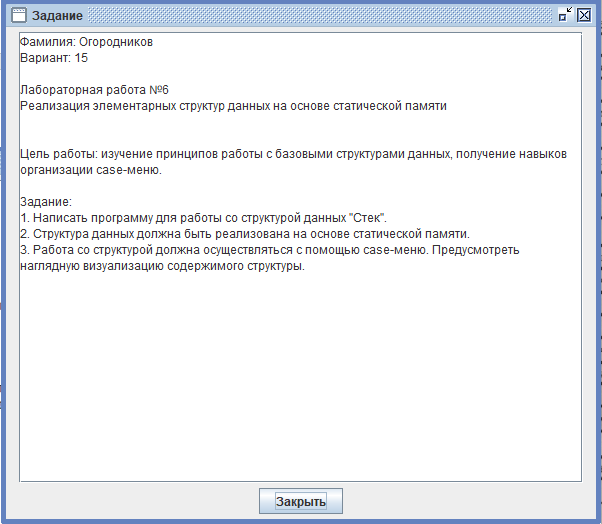 Задание
Фамилия: Огородников
Вариант: 15
Лабораторная работа №6
Реализация элементарных структур данных на основе статической памяти
Цель работы: изучение принципов работы с базовыми структурами данных, получение навыков
организации case-меню.
Задание:
1. Написать программу для работы со структурой данных "Стек".
2. Структура данных должна быть реализована на основе статической памяти.
3. Работа со структурой должна осуществляться с помощью case-меню. Предусмотреть
наглядную визуализацию содержимого структуры.
Закрыть